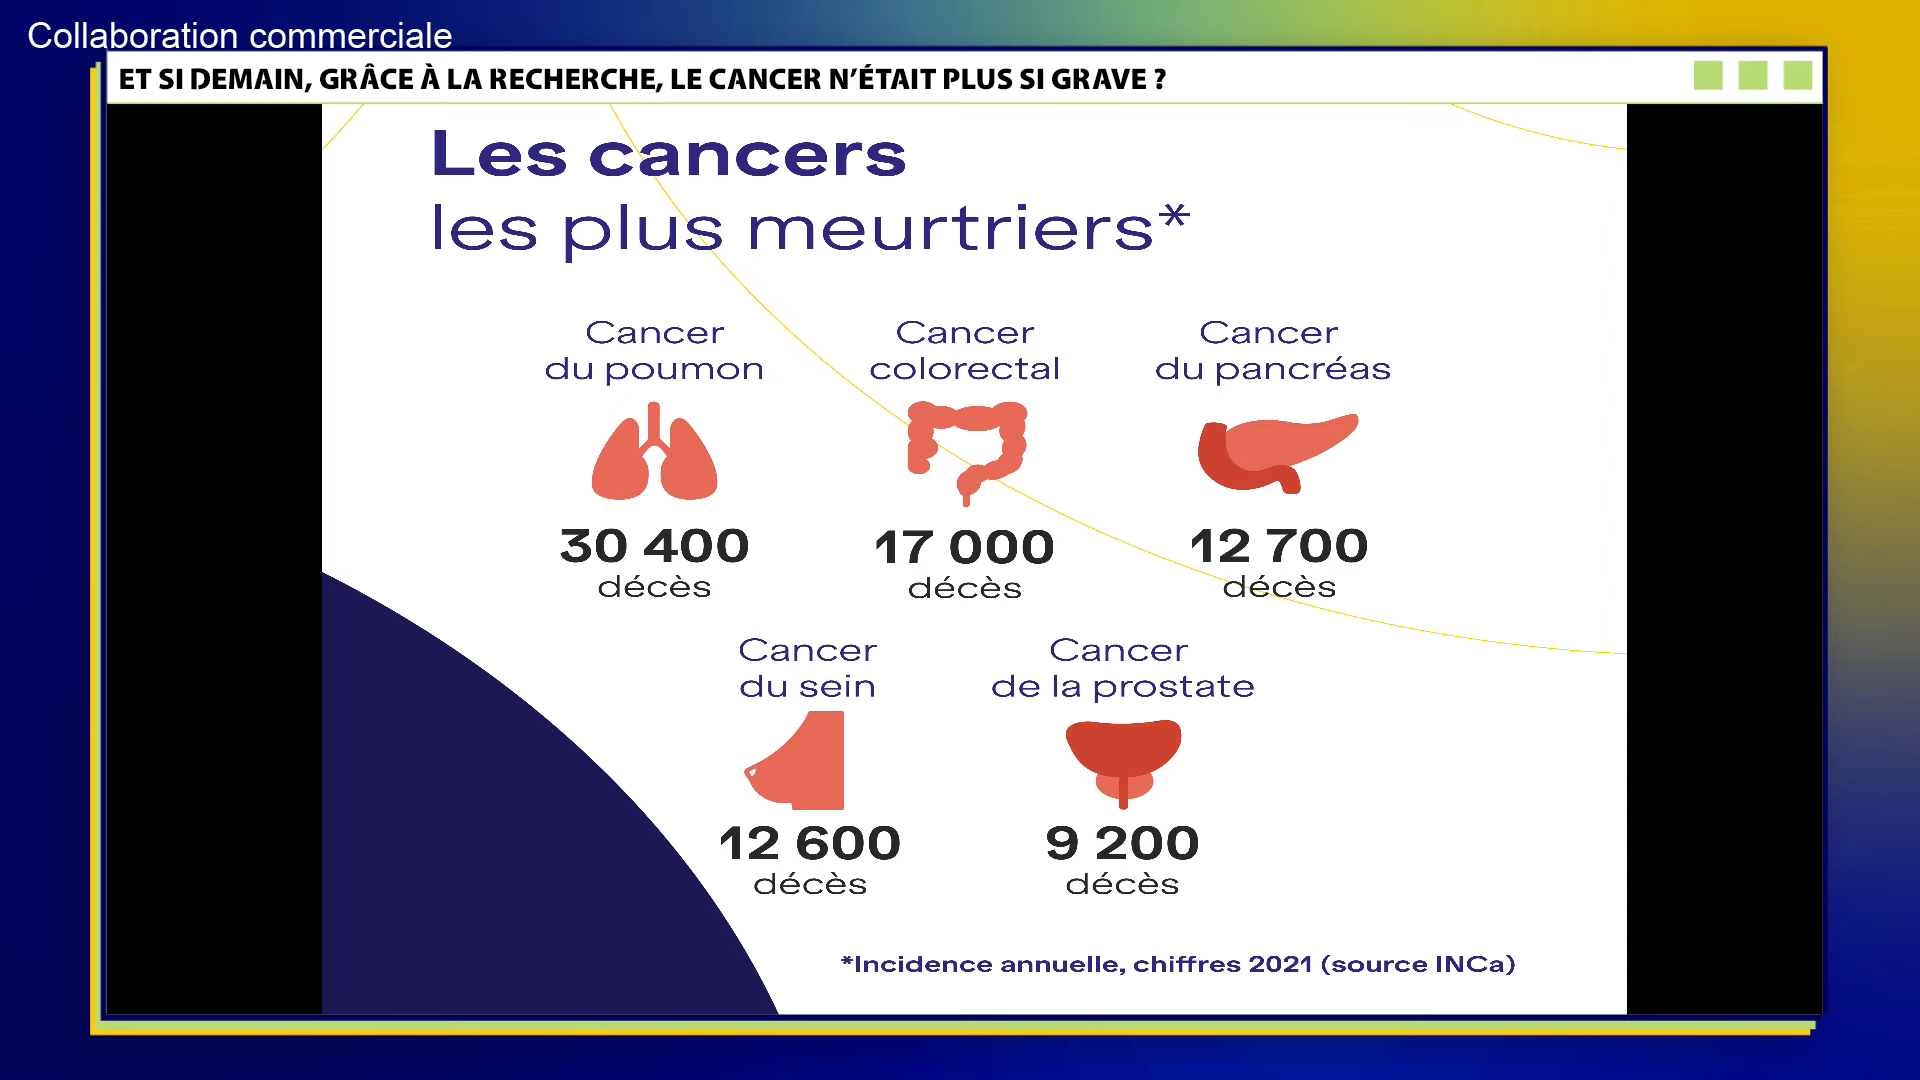 Collaboration commerciale
ET SI DEMAIN, GRÂCE À LA RECHERCHE, LE CANCER N'ÉTAIT PLUS SI GRAVE ?
Les cancers
les plus meurtriers*
Cancer
du poumon
30 400
décès
Cancer
colorectal
17 000
décès
Cancer
du pancréas
12 700
décès
Cancer
du sein
12 600
décès
Cancer
de la prostate
9 200
décès
*Incidence annuelle, chiffres 2021 (source INCa)